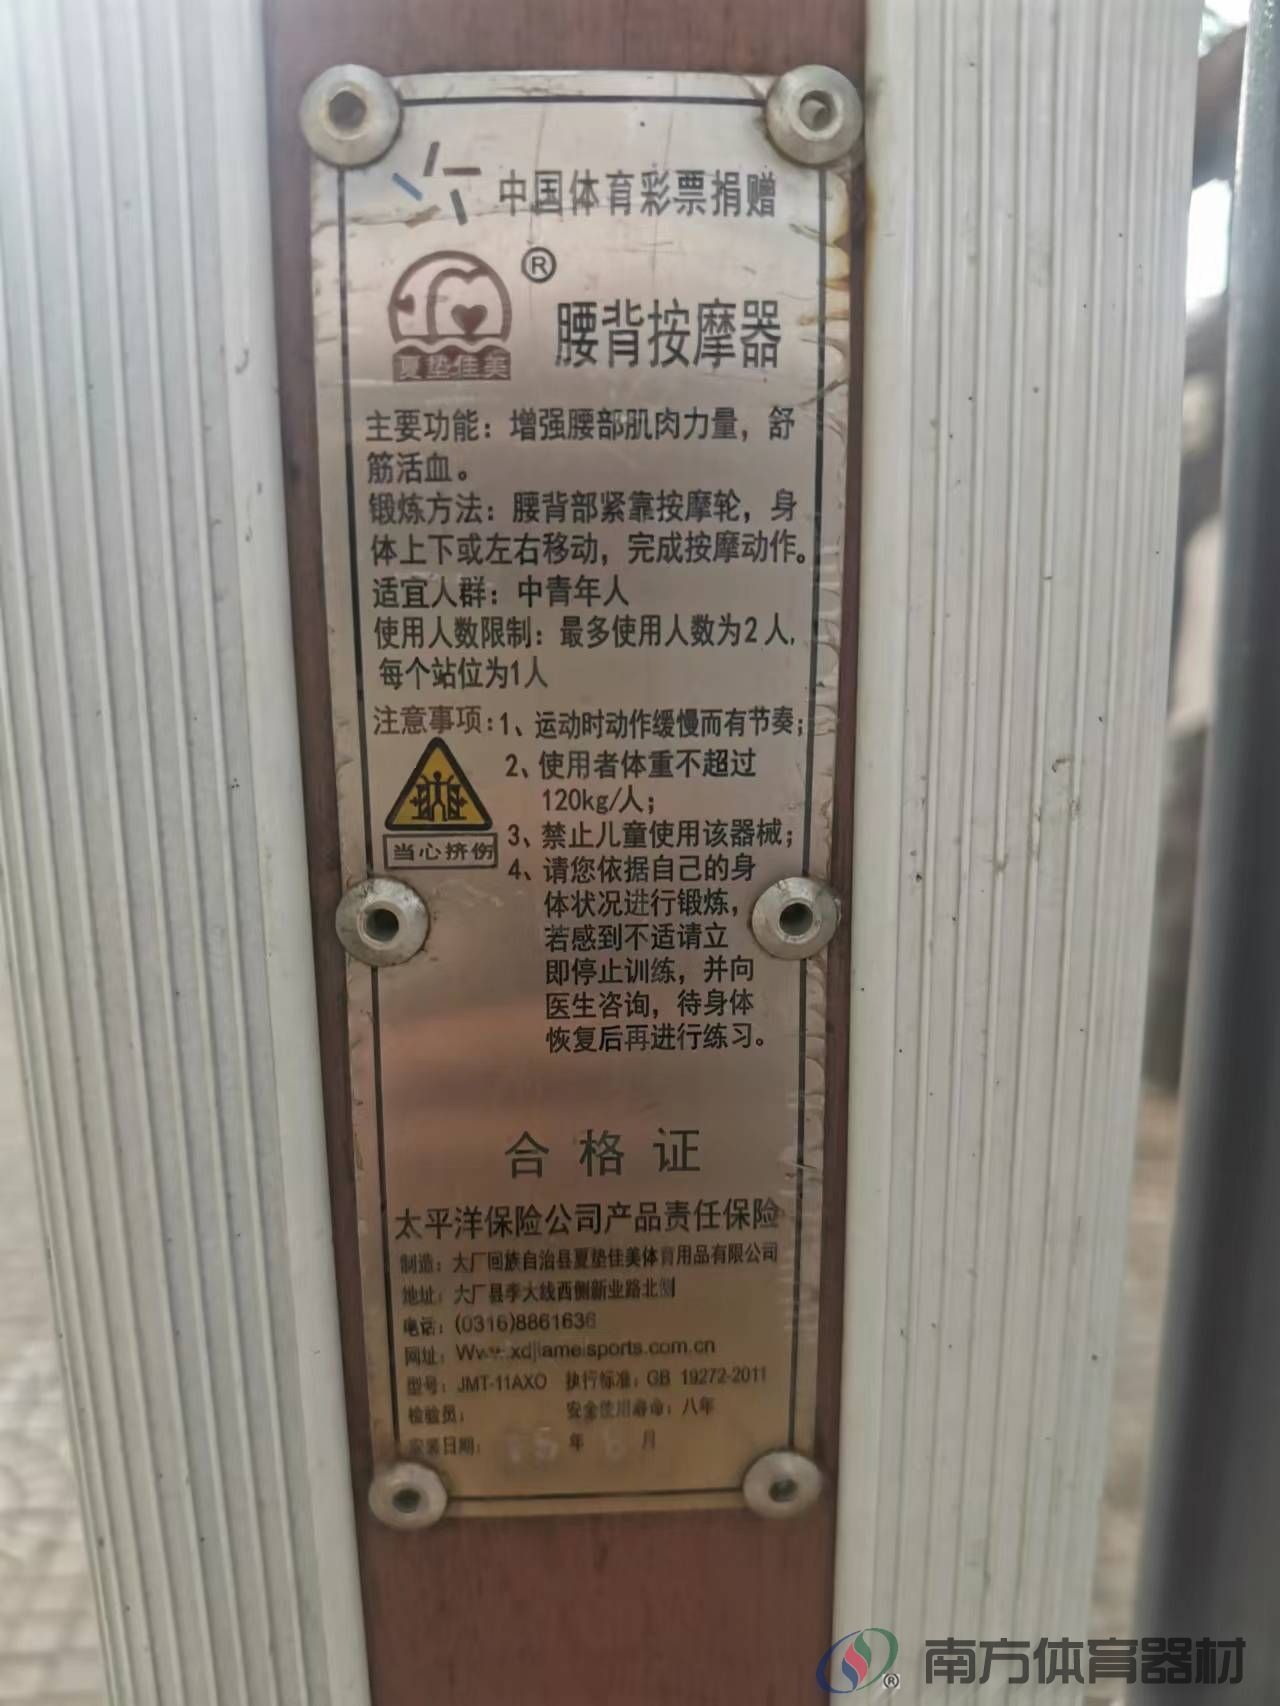 中国体育彩票捐赠
®
夏垫佳美
腰背按摩器
主要功能：增强腰部肌肉力量，舒
筋活血。
锻炼方法：腰背部紧靠按摩轮，身
体上下或左右移动，完成按摩动作。
适宜人群：中青年人
使用人数限制：最多使用人数为2人，
每个站位为1人
注意事项：1、运动时动作缓慢而有节奏；
2、使用者体重不超过
120kg/人；
3、禁止儿童使用该器械；
当心挤伤
4、请您依据自己的身
体状况进行锻炼，
若感到不适请立
即停止训练，并向
医生咨询，待身体
恢复后再进行练习。
合格证
太平洋保险公司产品责任保险
制造：大厂回族自治县夏垫佳美体育用品有限公司
地址：大厂县李大线西侧新业路北侧
电话：(0316)8861636
网址：Www.xdjiameisports.com.cn
型号：JMT-11AXO 执行标准：GB 19272-2011
检验员： 安全使用寿命：八年
安装日期： 年 月
南方体育器材
®